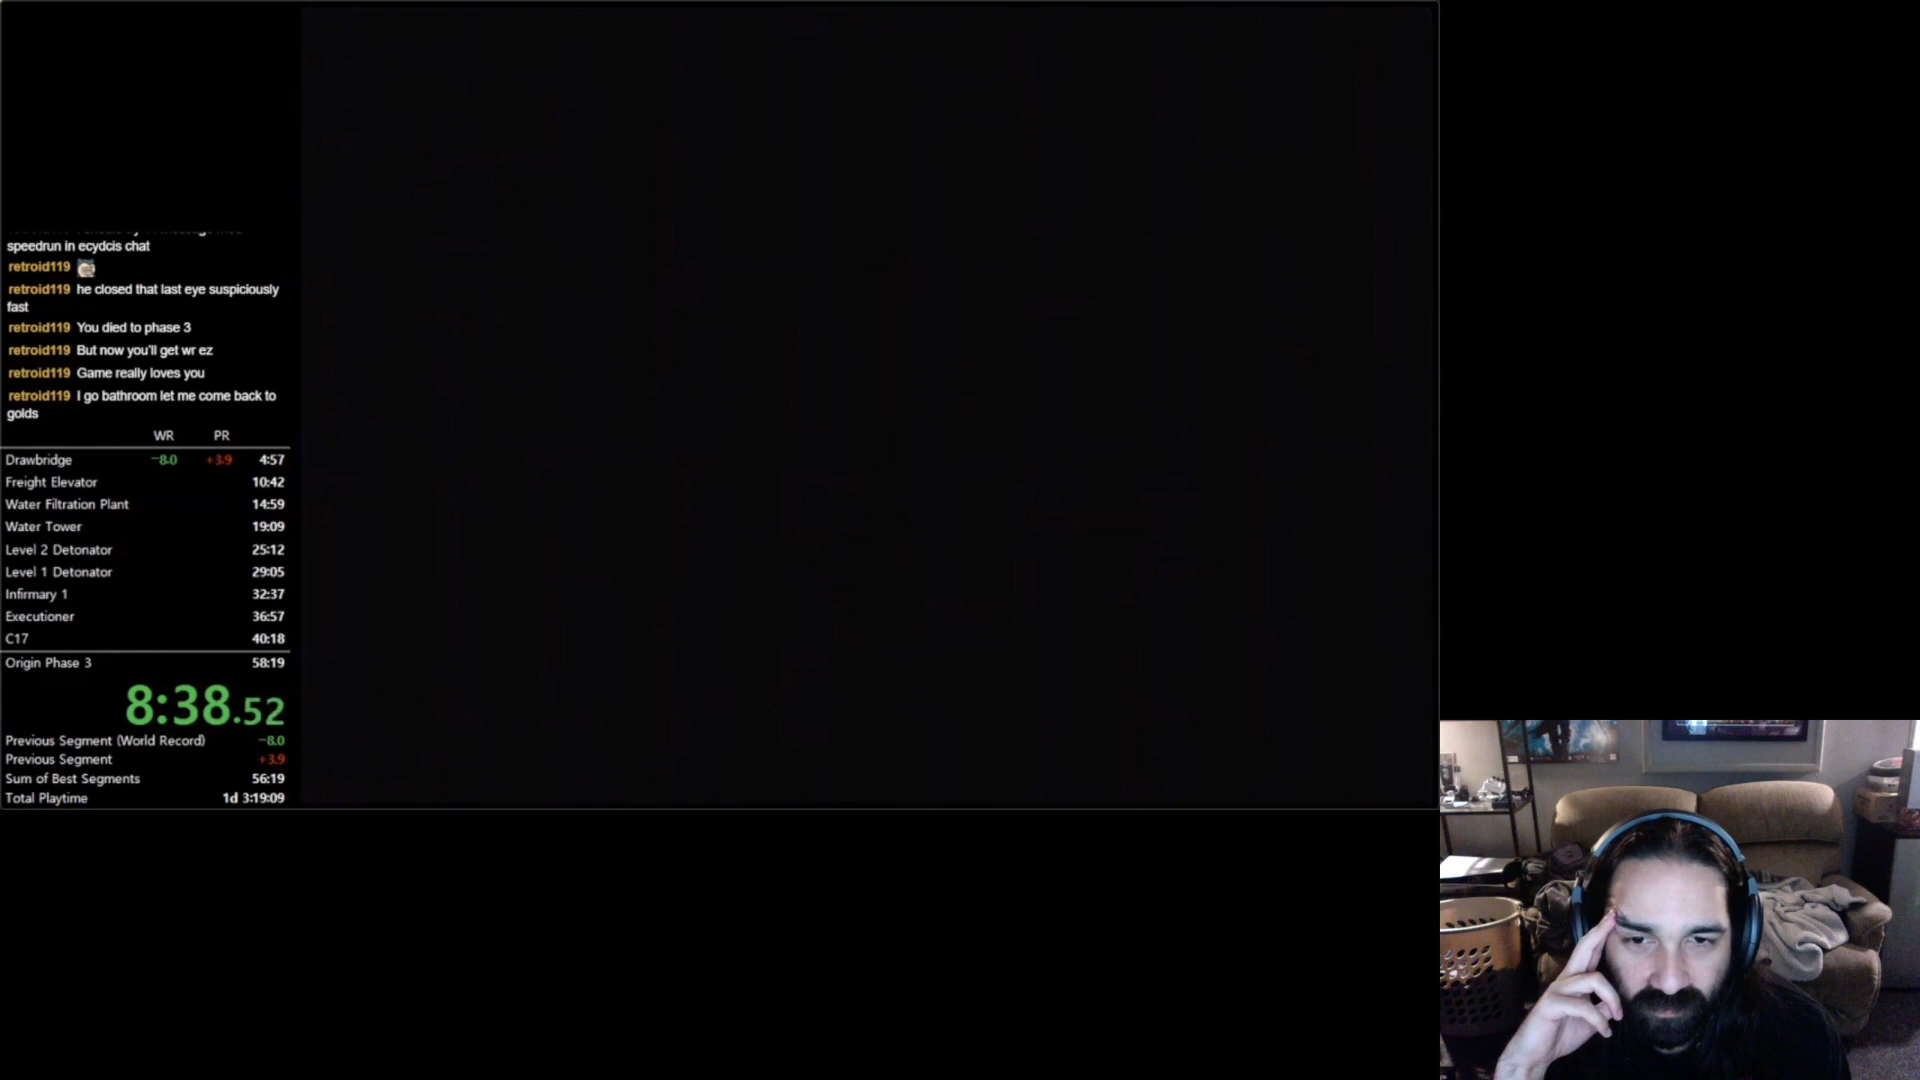 speedrun in ecydcis chat
retroid119
retroid119 he closed that last eye suspiciously
fast
retroid119 You died to phase 3
retroid119 But now you'll get wr ez
retroid119 Game really loves you
retroid119 I go bathroom let me come back to
golds
WR PR
Drawbridge −8.0 +3.9 4:57
Freight Elevator 10:42
Water Filtration Plant 14:59
Water Tower 19:09
Level 2 Detonator 25:12
Level 1 Detonator 29:05
Infirmary 1 32:37
Executioner 36:57
C17 40:18
Origin Phase 3 58:19
8:38.52
Previous Segment (World Record) −8.0
Previous Segment +3.9
Sum of Best Segments 56:19
Total Playtime 1d 3:19:09